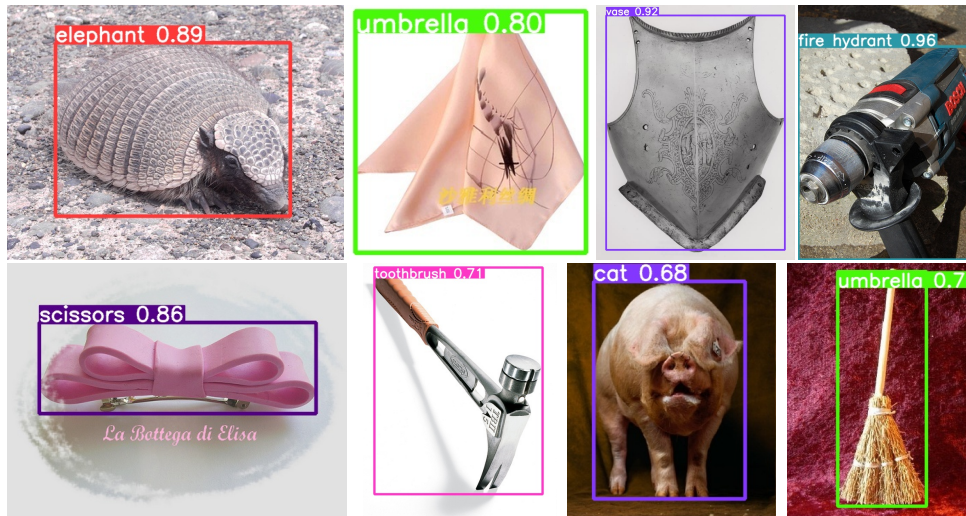 elephant 0.89
umbrella 0.80
vase 0.92
fire hydrant 0.96
BOSCH
scissors 0.86
La Bottega di Elisa
toothbrush 0.71
cat 0.68
umbrella 0.7